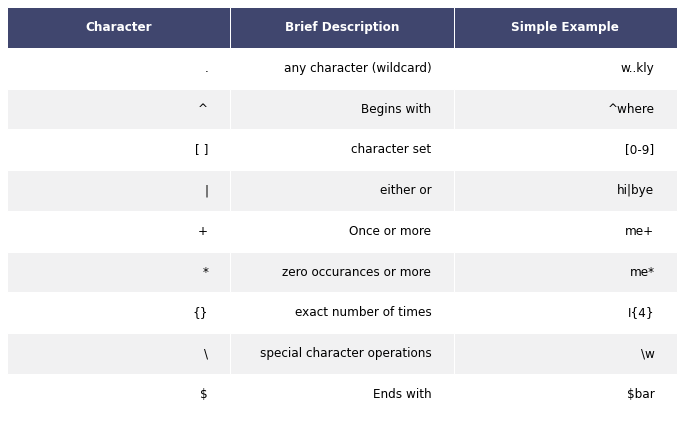 Character Brief Description Simple Example
. any character (wildcard) w..kly
^ Begins with ^where
[ ] character set [0-9]
| either or hi|bye
+ Once or more me+
* zero occurances or more me*
{} exact number of times I{4}
\ special character operations \w
$ Ends with $bar